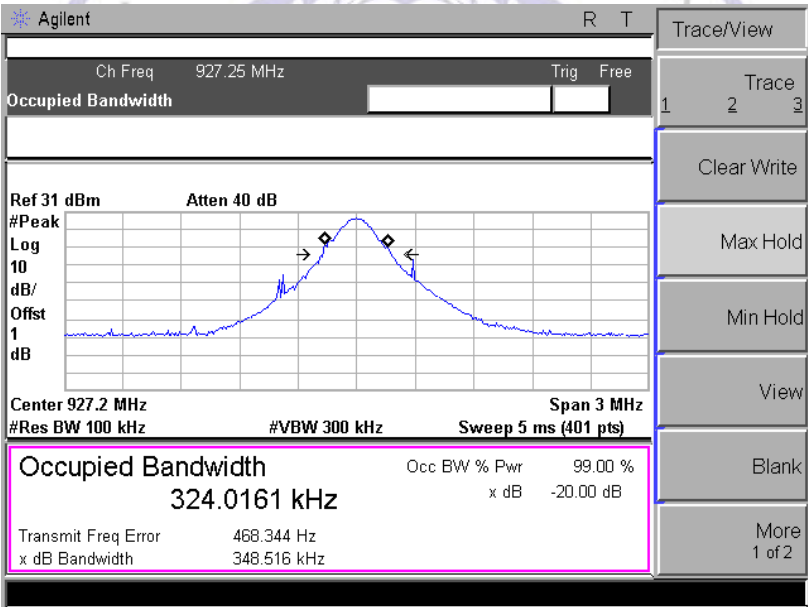 Agilent R T
Trace/View
Ch Freq 927.25 MHz Trig Free
Occupied Bandwidth
Trace
1 2 3
Clear Write
Max Hold
Min Hold
View
Blank
More
1 of 2
Ref 31 dBm Atten 40 dB
#Peak
Log
10
dB/
Offst
1
dB
Center 927.2 MHz Span 3 MHz
#Res BW 100 kHz #VBW 300 kHz Sweep 5 ms (401 pts)
Occupied Bandwidth Occ BW % Pwr 99.00 %
324.0161 kHz x dB -20.00 dB
Transmit Freq Error 468.344 Hz
x dB Bandwidth 348.516 kHz